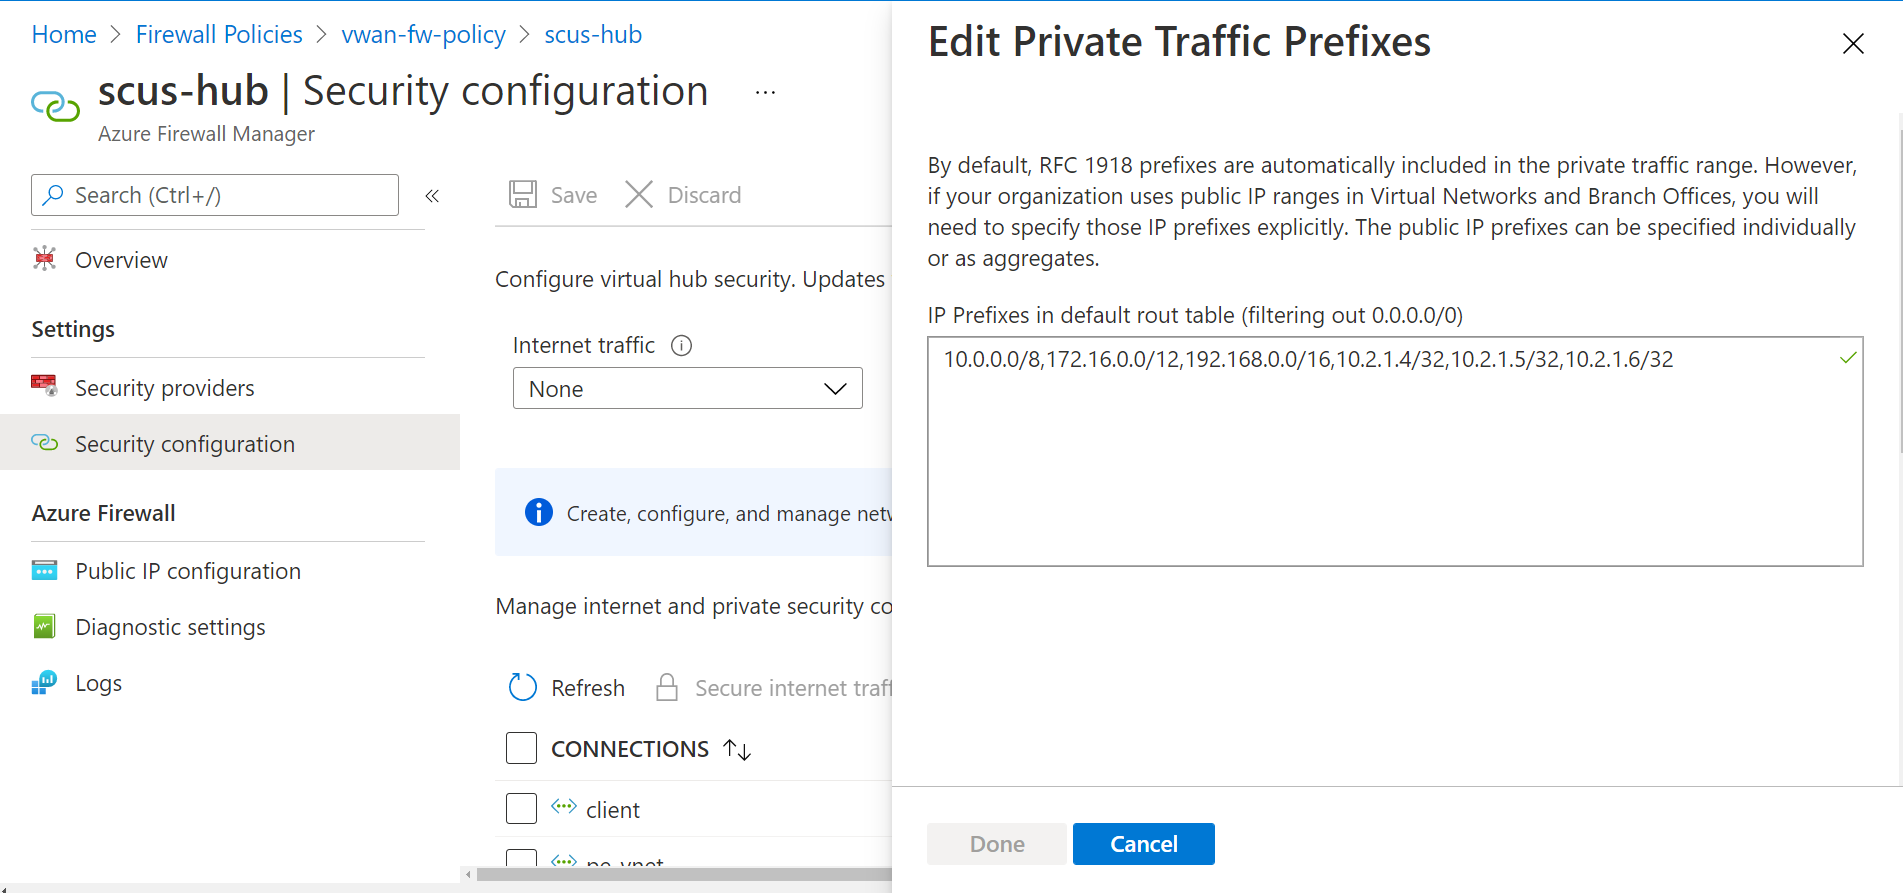 Home > Firewall Policies > vwan-fw-policy > scus-hub
scus-hub | Security configuration ...
Azure Firewall Manager
Search (Ctrl+/)
«
Overview
Settings
Security providers
Security configuration
Azure Firewall
Public IP configuration
Diagnostic settings
Logs
Save
Discard
Configure virtual hub security. Updates
Internet traffic
None
Create, configure, and manage
Manage internet and private security
Refresh
Secure internet
CONNECTIONS
client
Edit Private Traffic Prefixes
By default, RFC 1918 prefixes are automatically included in the private traffic range. However,
if your organization uses public IP ranges in Virtual Networks and Branch Offices, you will
need to specify those IP prefixes explicitly. The public IP prefixes can be specified individually
or as aggregates.
IP Prefixes in default rout table (filtering out 0.0.0.0/0)
10.0.0.0/8,172.16.0.0/12,192.168.0.0/16,10.2.1.4/32,10.2.1.5/32,10.2.1.6/32
Done
Cancel